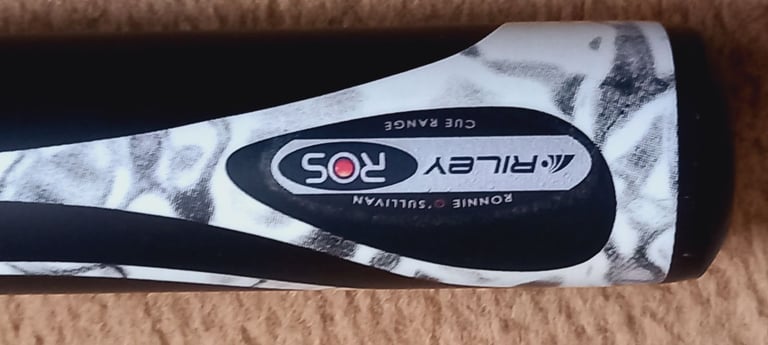 RONNIE O'SULLIVAN
RILEY ROS
CUE RANGE